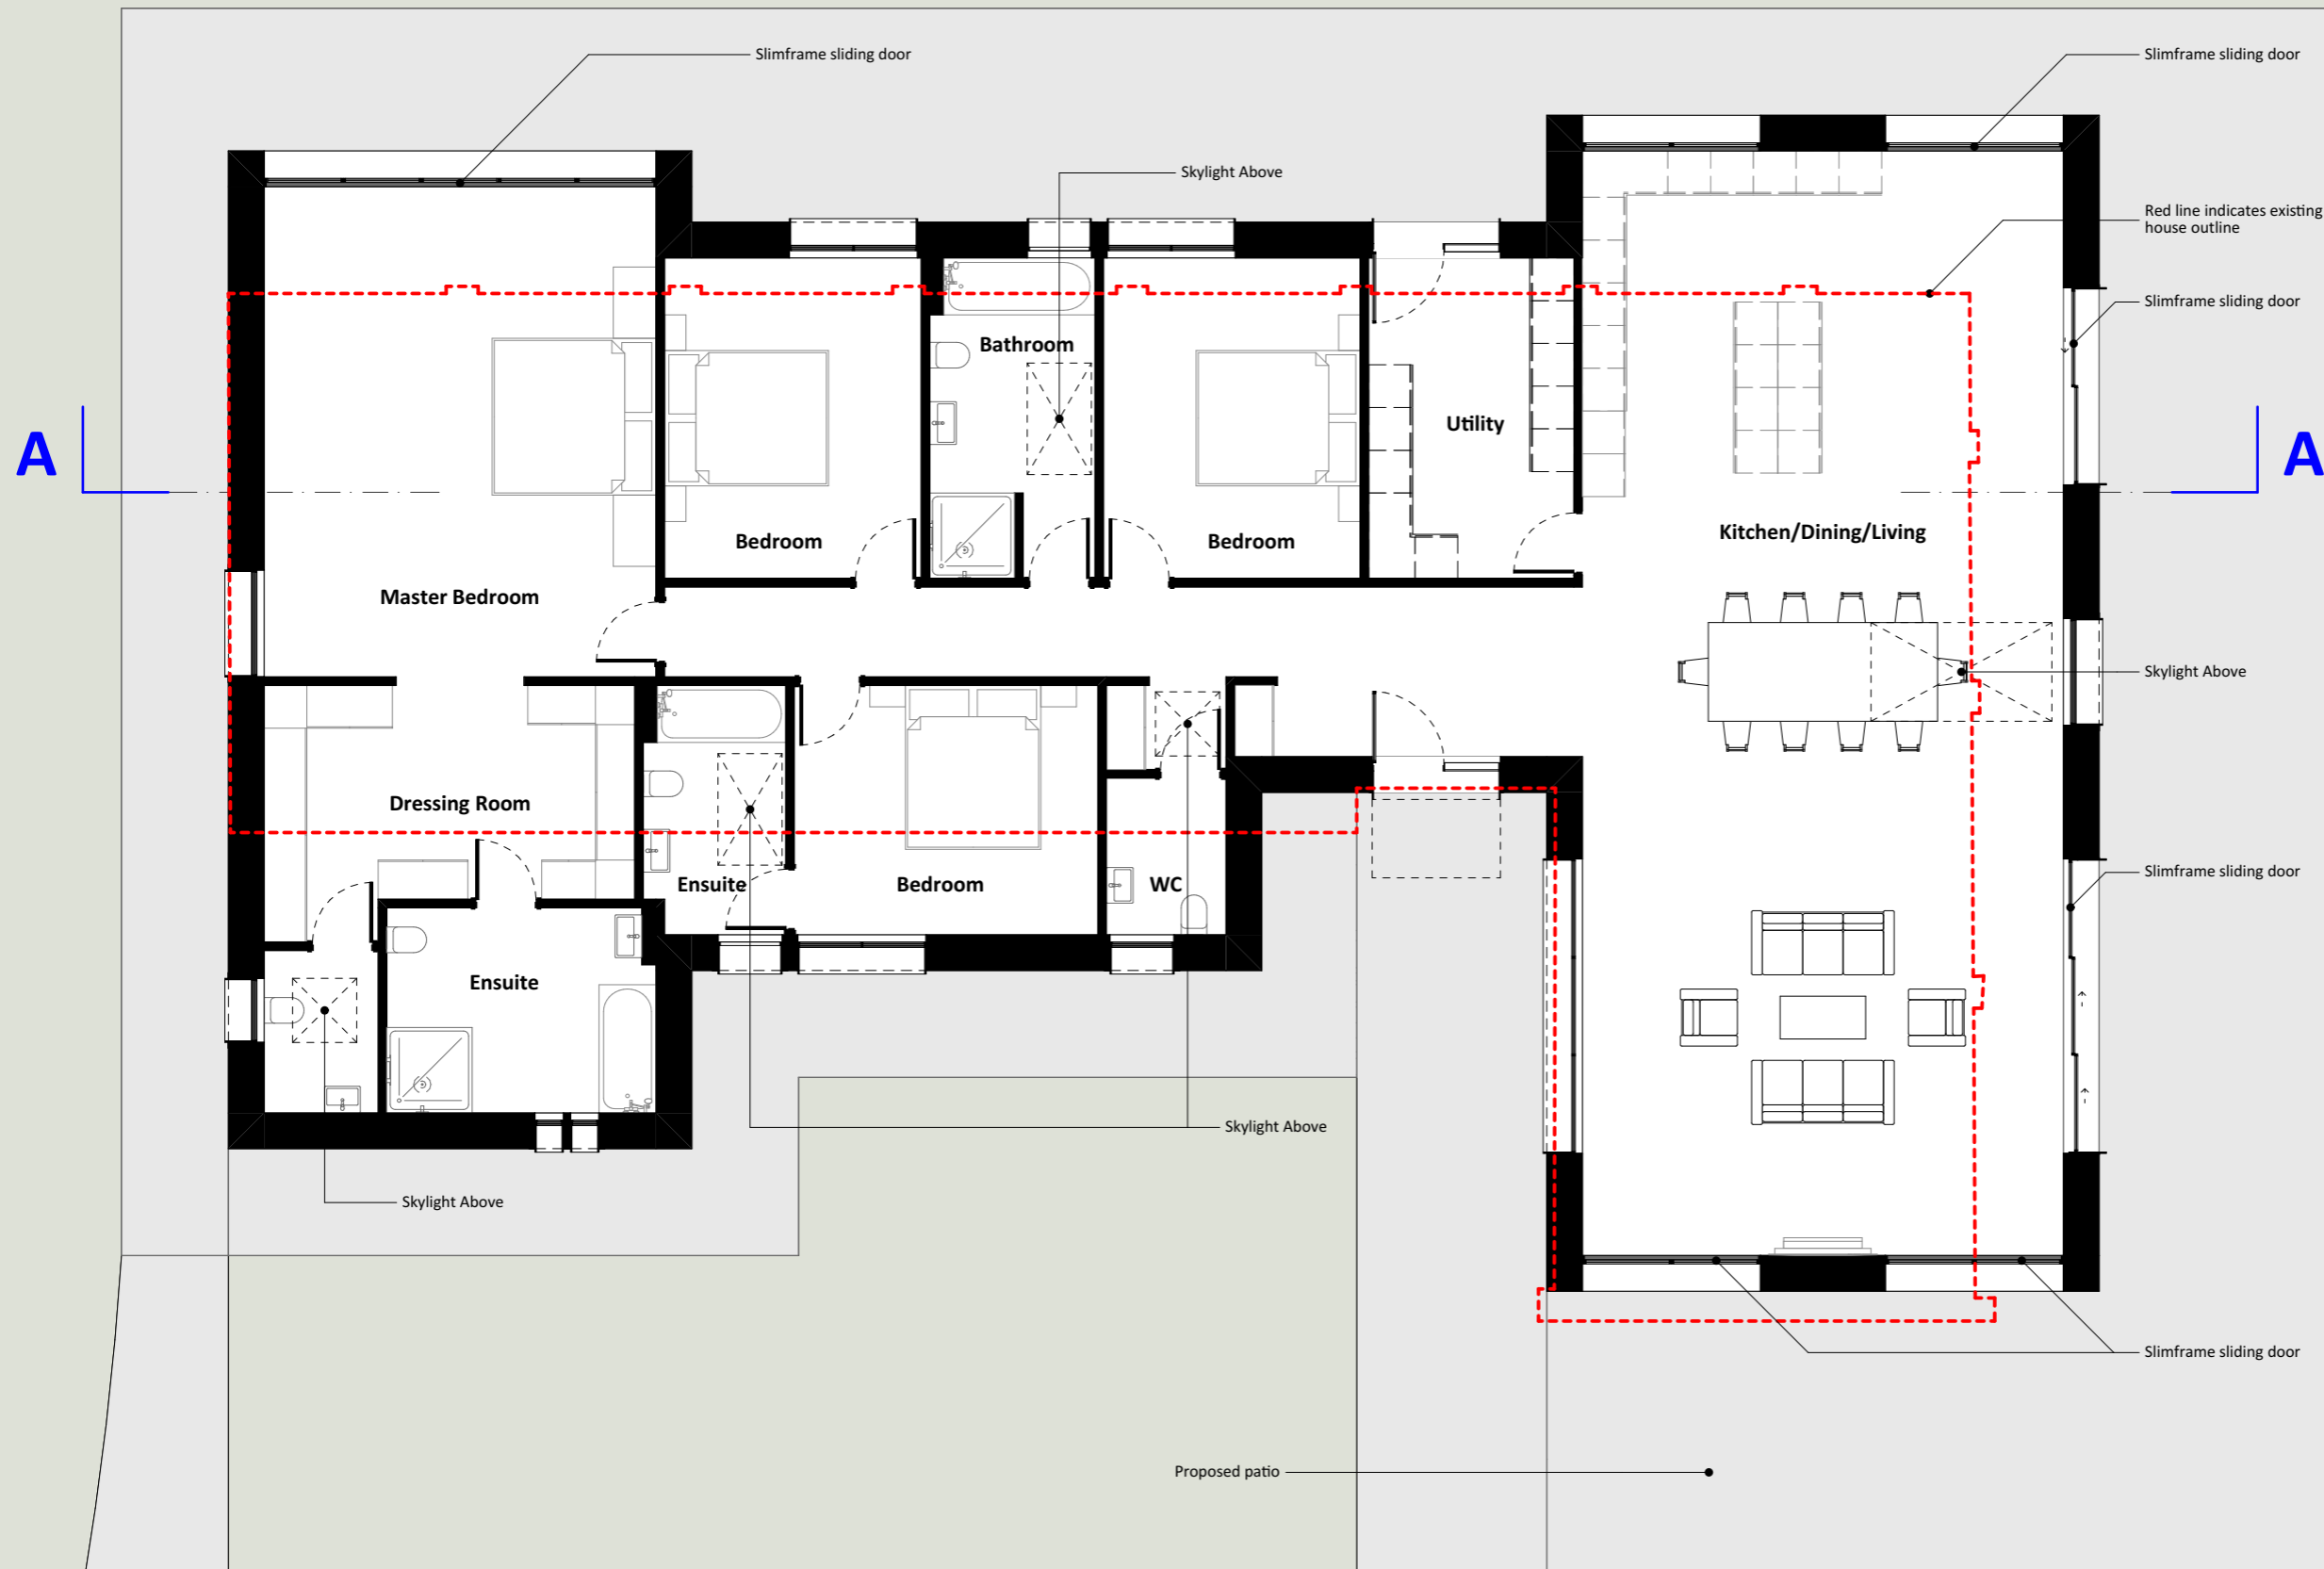 Slimframe sliding door
Slimframe sliding door
Skylight Above
Red line indicates existing
house outline
Slimframe sliding door
Bathroom
Utility
A
A
Bedroom
Bedroom
Kitchen/Dining/Living
Master Bedroom
Skylight Above
Dressing Room
Ensuite
Bedroom
WC
Slimframe sliding door
Ensuite
Skylight Above
Skylight Above
Slimframe sliding door
Proposed patio